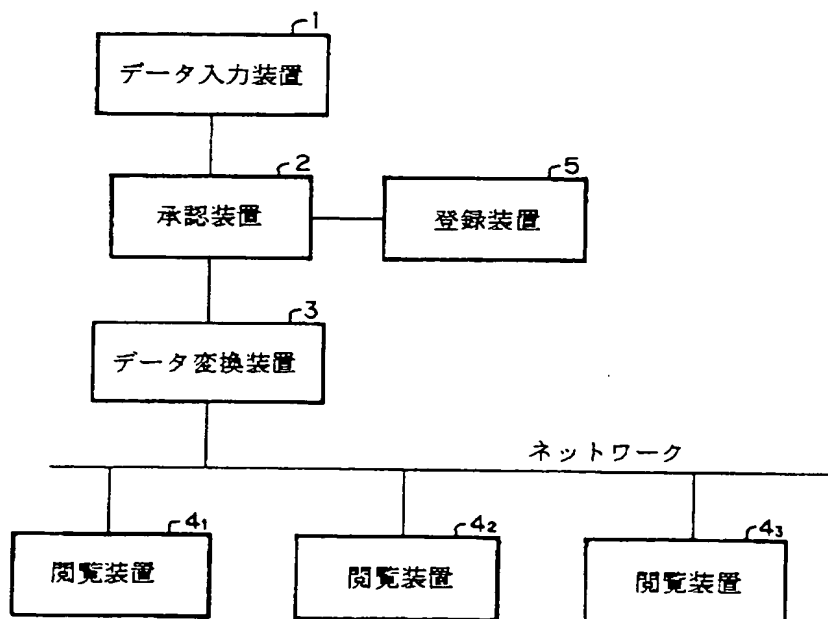 1
データ入力装置
2
承認装置
5
登録装置
3
データ変換装置
ネットワーク
4₁
閲覧装置
4₂
閲覧装置
4₃
閲覧装置